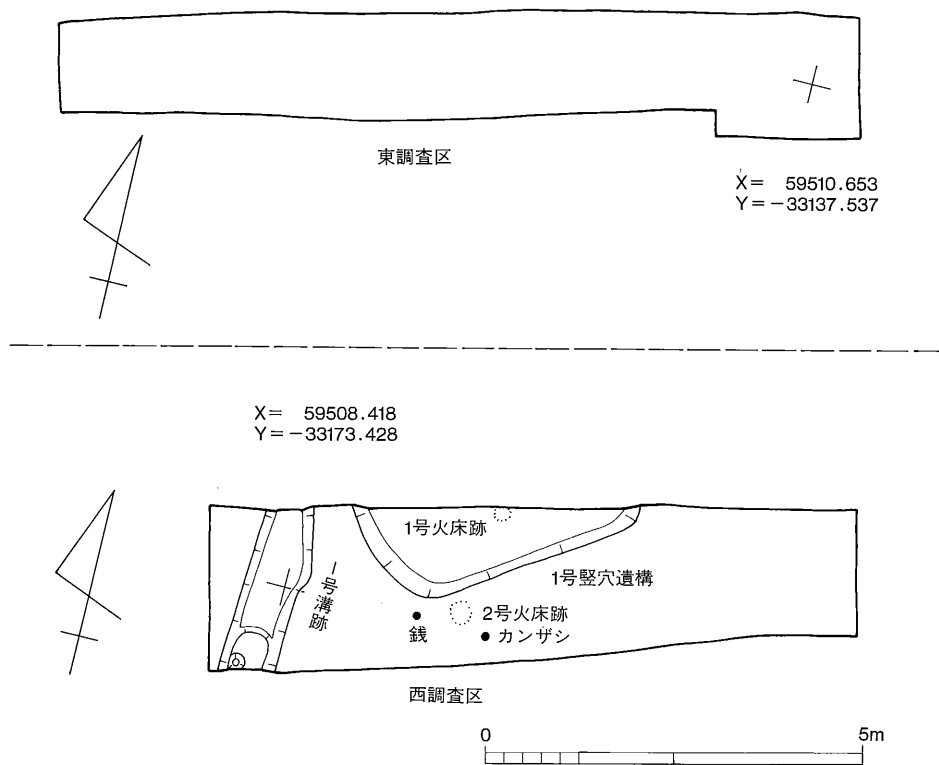 東調査区
X= 59510.653
Y=-33137.537
X= 59508.418
Y=-33173.428
1号火床跡
1号竪穴遺構
1号溝跡
2号火床跡
銭
カンザシ
西調査区
0 5m